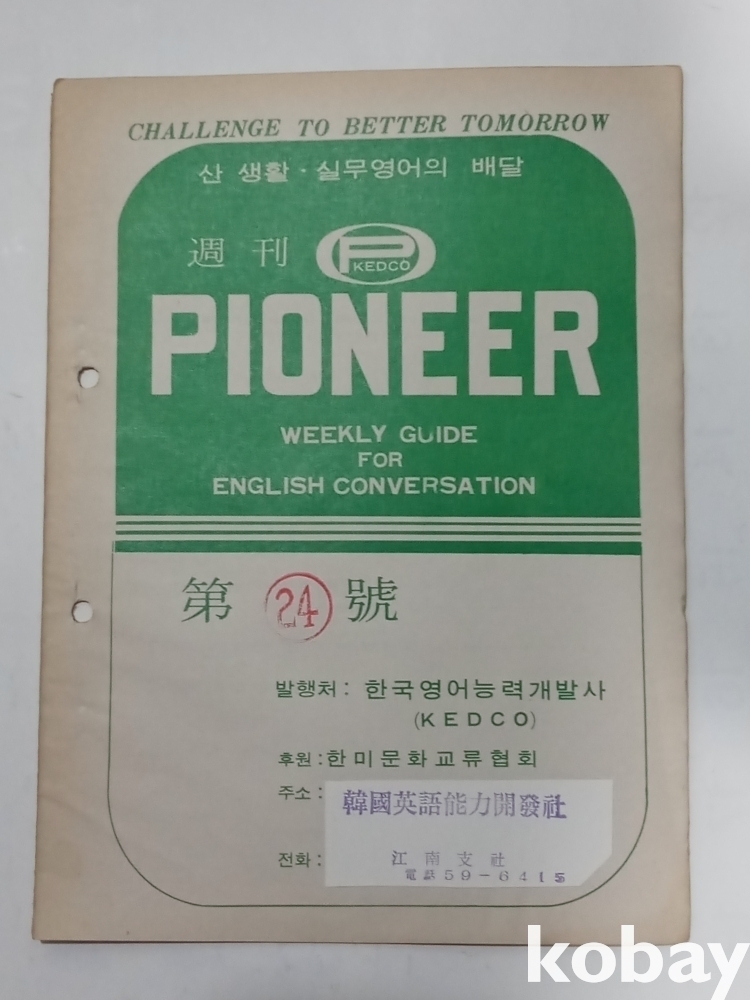 CHALLENGE TO BETTER TOMORROW
산 생활·실무영어의 배달
週刊 P KEDCO
PIONEER
WEEKLY GUIDE
FOR
ENGLISH CONVERSATION
第 24 號
발행처: 한국영어능력개발사
(KEDCO)
후원:한미문화교류협회
주소: 韓國英語能力開發社
江南支社
전화: 電話 59-6415
kobay